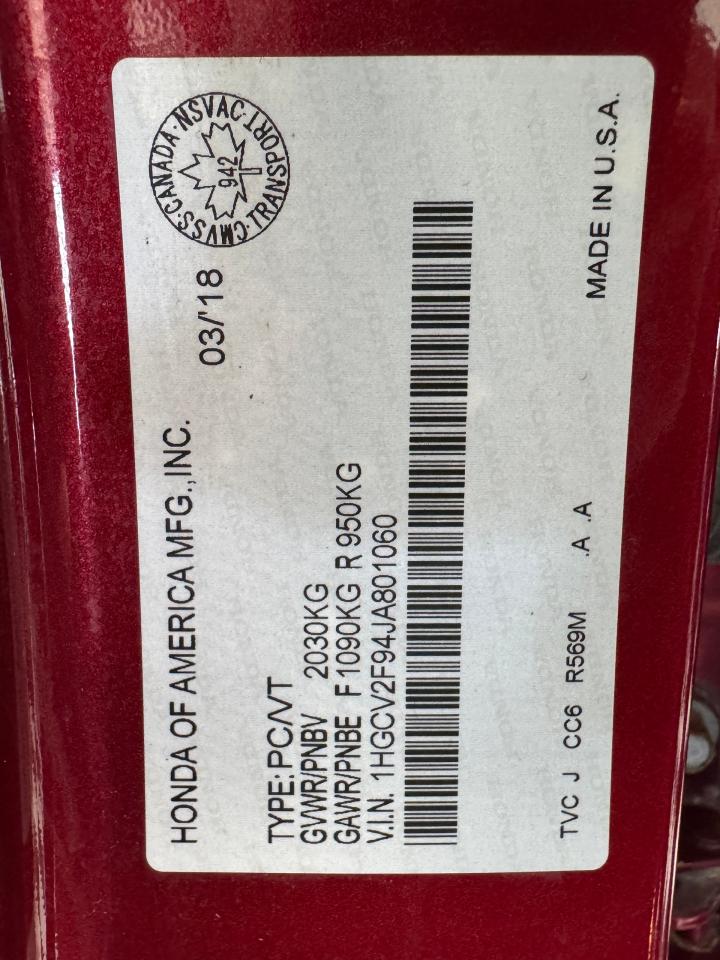 HONDA OF AMERICA MFG.,INC.
03/'18
CMVSS·CANADA·NSVAC·TRANSPORT·
942
TYPE:PC/VT
GVWR/PNBV 2030KG
GAWR/PNBE F1090KG R 950KG
V.I.N. 1HGCV2F94JA801060
TVC J CC6 R569M .A .A MADE IN U.S.A.